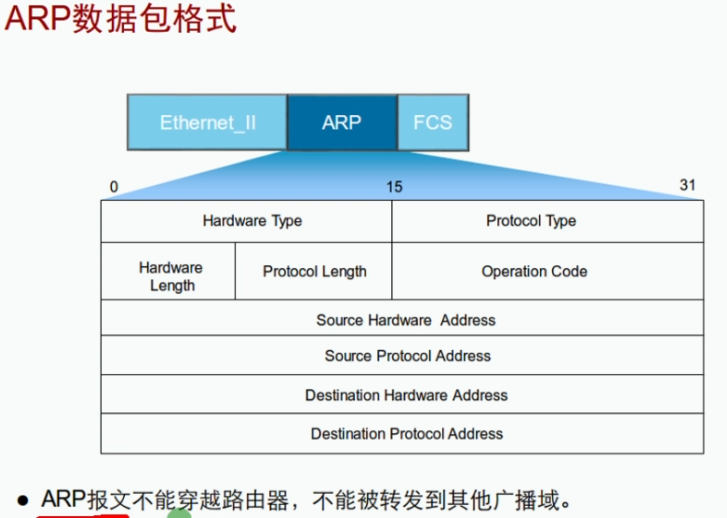 ARP数据包格式
Ethernet_II ARP FCS
0 15 31
Hardware Type Protocol Type
Hardware Length Protocol Length Operation Code
Source Hardware Address
Source Protocol Address
Destination Hardware Address
Destination Protocol Address
● ARP报文不能穿越路由器，不能被转发到其他广播域。